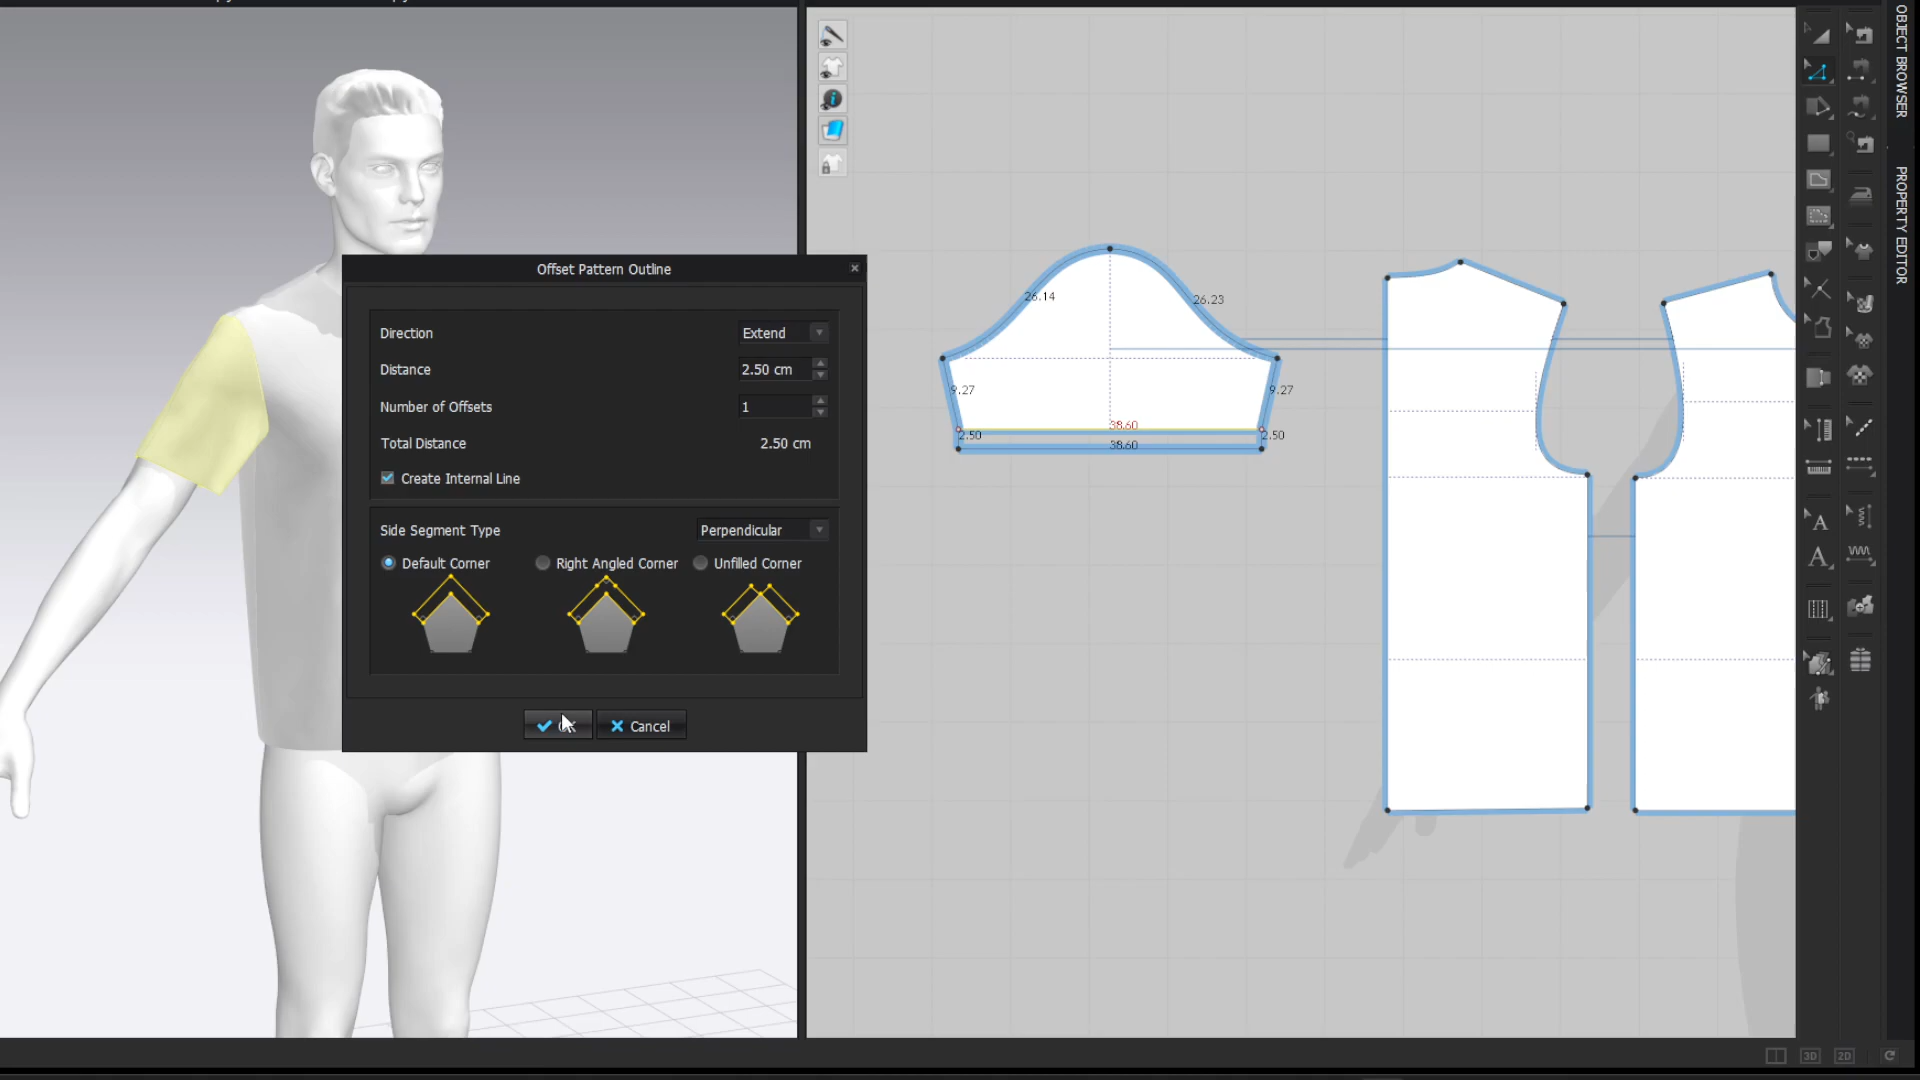 Offset Pattern Outline
Direction
Extend
Distance
2.50 cm
Number of Offsets
1
Total Distance
2.50 cm
Create Internal Line
Side Segment Type
Perpendicular
Default Corner
Right Angled Corner
Unfilled Corner
Cancel
26.14
26.23
9.27
9.27
38.60
2.50
2.50
38.60
OBJECT BROWSER
PROPERTY EDITOR
A
A
3D
2D